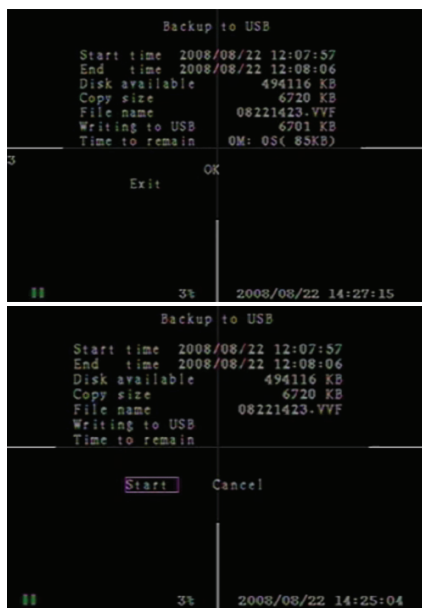 Backup to USB
Start time 2008/08/22 12:07:57
End time 2008/08/22 12:08:06
Disk available 494116 KB
Copy size 6720 KB
File name 08221423.VVF
Writing to USB 6701 KB
Time to remain 0M: 0S( 85KB)
3
OK
Exit
3% 2008/08/22 14:27:15
Backup to USB
Start time 2008/08/22 12:07:57
End time 2008/08/22 12:08:06
Disk available 494116 KB
Copy size 6720 KB
File name 08221423.VVF
Writing to USB
Time to remain
Start Cancel
3% 2008/08/22 14:25:04